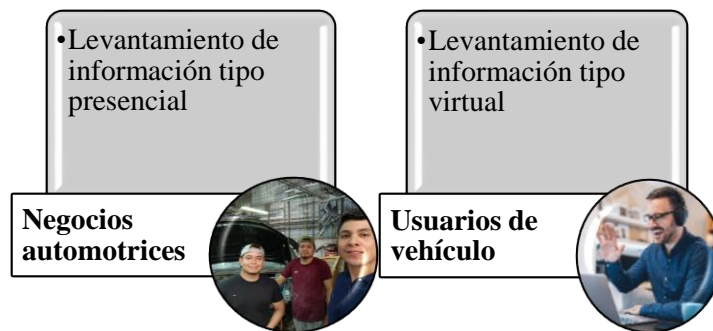 •Levantamiento de
información tipo
presencial
Negocios
automotrices
•Levantamiento de
información tipo
virtual
Usuarios de
vehículo